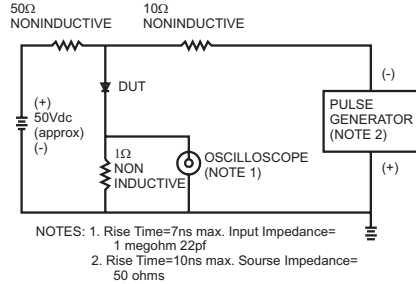 50Ω
NONINDUCTIVE
10Ω
NONINDUCTIVE
(+)
50Vdc
(approx)
(-)
DUT
1Ω
NON
INDUCTIVE
OSCILLOSCOPE
(NOTE 1)
(-)
PULSE
GENERATOR
(NOTE 2)
(+)
NOTES: 1. Rise Time=7ns max. Input Impedance=
1 megohm 22pf
2. Rise Time=10ns max. Sourse Impedance=
50 ohms